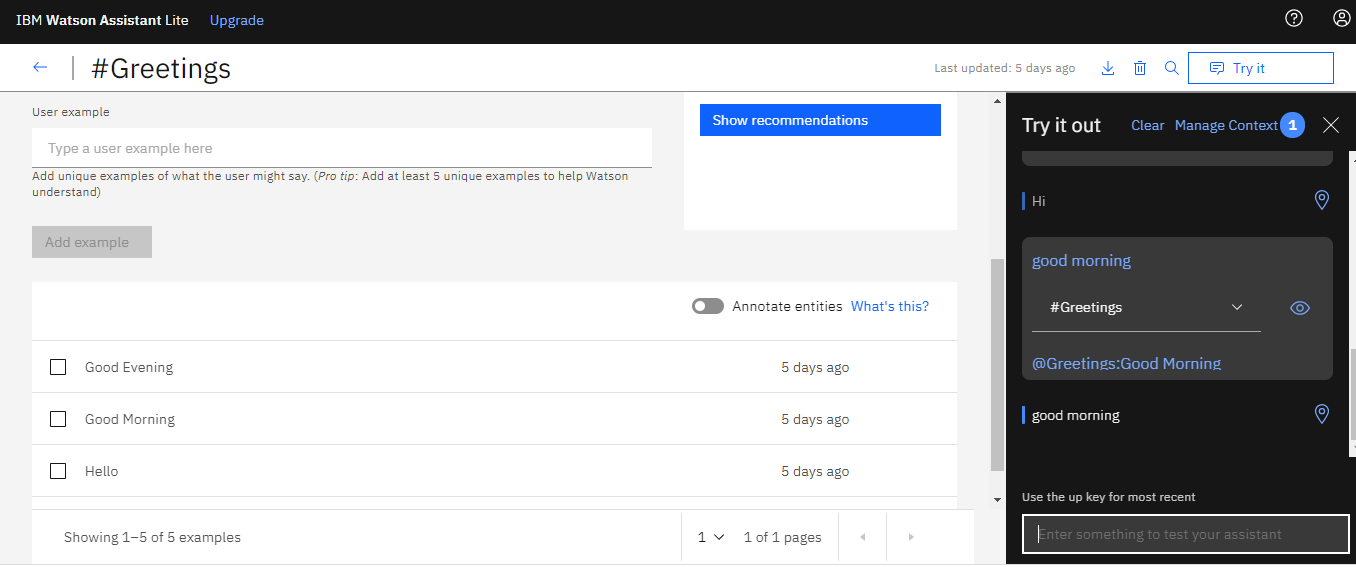 IBM Watson Assistant Lite Upgrade
#Greetings
Last updated: 5 days ago
Try it
User example
Type a user example here
Add unique examples of what the user might say. (Pro tip: Add at least 5 unique examples to help Watson
understand)
Add example
Show recommendations
Annotate entities What's this?
Good Evening 5 days ago
Good Morning 5 days ago
Hello 5 days ago
Showing 1–5 of 5 examples
1 1 of 1 pages
Try it out Clear Manage Context 1
Hi
good morning
#Greetings
@Greetings:Good Morning
good morning
Use the up key for most recent
Enter something to test your assistant